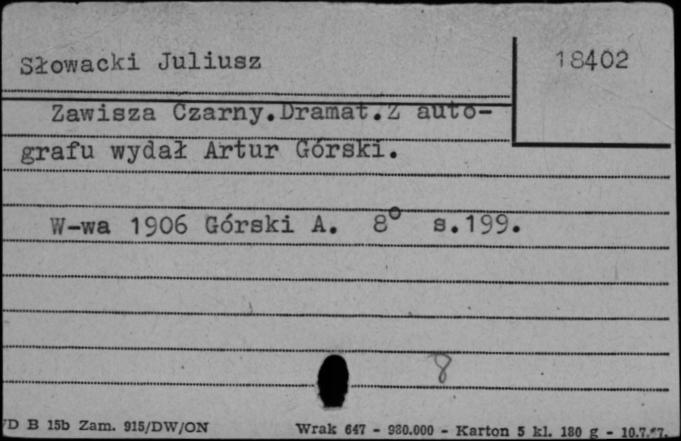 Słowacki Juliusz
18402
Zawisza Czarny.Dramat.Z auto-
grafu wydał Artur Górski.
W-wa 1906 Górski A. 8° s.199.
8
D B 15b Zam. 915/DW/ON Wrak 647 - 980.000 - Karton 5 kl. 180 g -